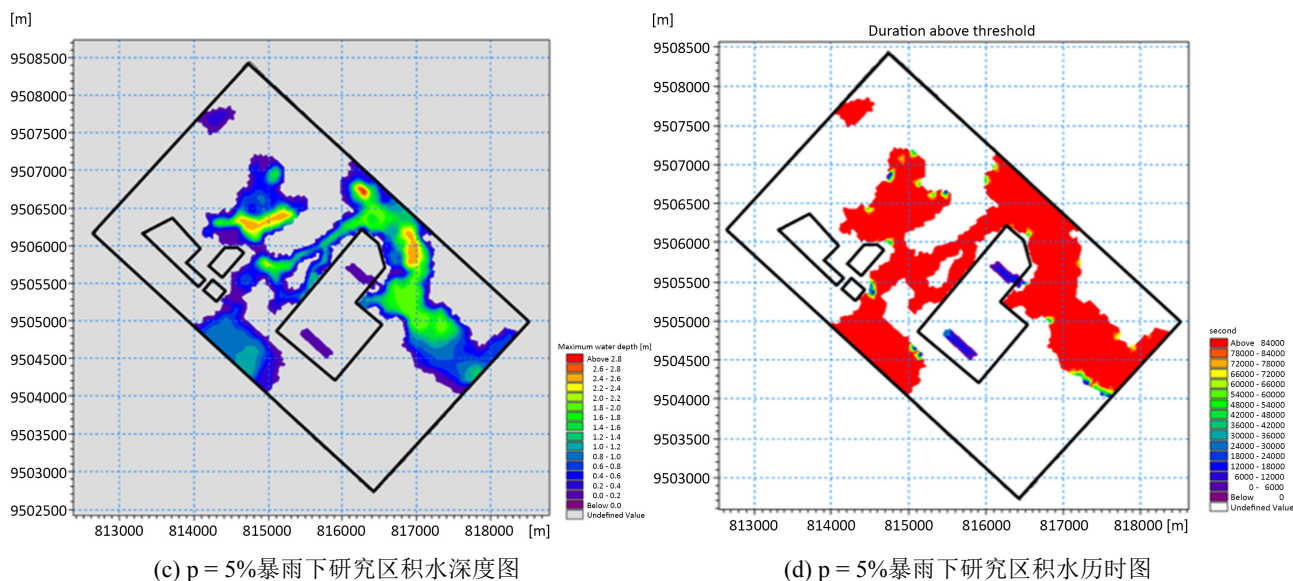 [m]
9508500
9508000
9507500
9507000
9506500
9506000
9505500
9505000
9504500
9504000
9503500
9503000
9502500
813000 814000 815000 816000 817000 818000 [m]
Maximum water depth [m]
Above 2.8
2.6 - 2.8
2.4 - 2.6
2.2 - 2.4
2.0 - 2.2
1.8 - 2.0
1.6 - 1.8
1.4 - 1.6
1.2 - 1.4
1.0 - 1.2
0.8 - 1.0
0.6 - 0.8
0.4 - 0.6
0.2 - 0.4
0.0 - 0.2
Below 0.0
Undefined Value
(c) p = 5%暴雨下研究区积水深度图
[m]
Duration above threshold
9508500
9508000
9507500
9507000
9506500
9506000
9505500
9505000
9504500
9504000
9503500
9503000
813000 814000 815000 816000 817000 818000 [m]
second
Above 84000
78000 - 84000
72000 - 78000
66000 - 72000
60000 - 66000
54000 - 60000
48000 - 54000
42000 - 48000
36000 - 42000
30000 - 36000
24000 - 30000
18000 - 24000
12000 - 18000
6000 - 12000
0 - 6000
Below 0
Undefined Value
(d) p = 5%暴雨下研究区积水历时图